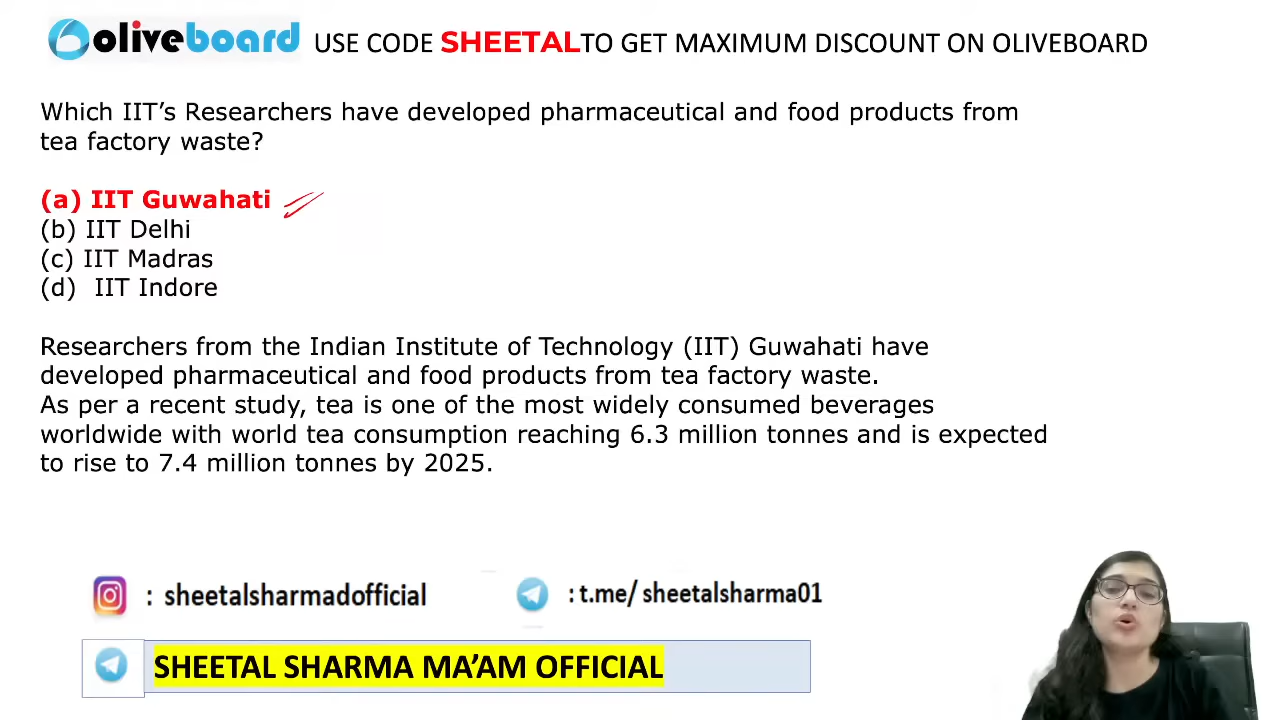 oliveboard USE CODE SHEETALTO GET MAXIMUM DISCOUNT ON OLIVEBOARD
Which IIT’s Researchers have developed pharmaceutical and food products from
tea factory waste?
(a) IIT Guwahati
(b) IIT Delhi
(c) IIT Madras
(d) IIT Indore
Researchers from the Indian Institute of Technology (IIT) Guwahati have
developed pharmaceutical and food products from tea factory waste.
As per a recent study, tea is one of the most widely consumed beverages
worldwide with world tea consumption reaching 6.3 million tonnes and is expected
to rise to 7.4 million tonnes by 2025.
: sheetalsharmadofficial : t.me/ sheetalsharma01
SHEETAL SHARMA MA’AM OFFICIAL